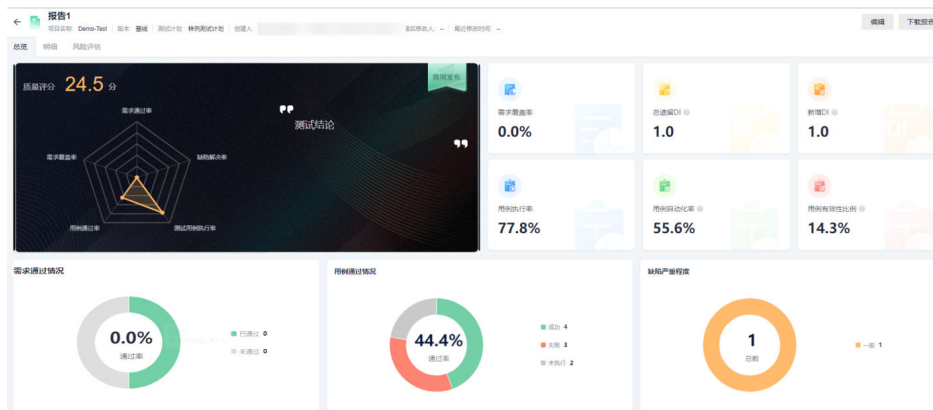 报告1
项目名称 Demo-Test 版本 基线 测试计划 样例测试计划 创建人 最后修改人 -- 最近修改时间 --
编辑 下载报告
总览 明细 风险评估
质量评分 24.5 分
商用发布
需求通过率
需求覆盖率 缺陷解决率
用例通过率 测试用例执行率
测试结论
需求覆盖率 总遗留DI 新增DI
0.0% 1.0 1.0
用例执行率 用例自动化率 用例有效性比例
77.8% 55.6% 14.3%
需求通过情况
0.0%
通过率
已通过 0
未通过 0
用例通过情况
44.4%
通过率
成功 4
失败 3
未执行 2
缺陷严重程度
1
总数
一般 1